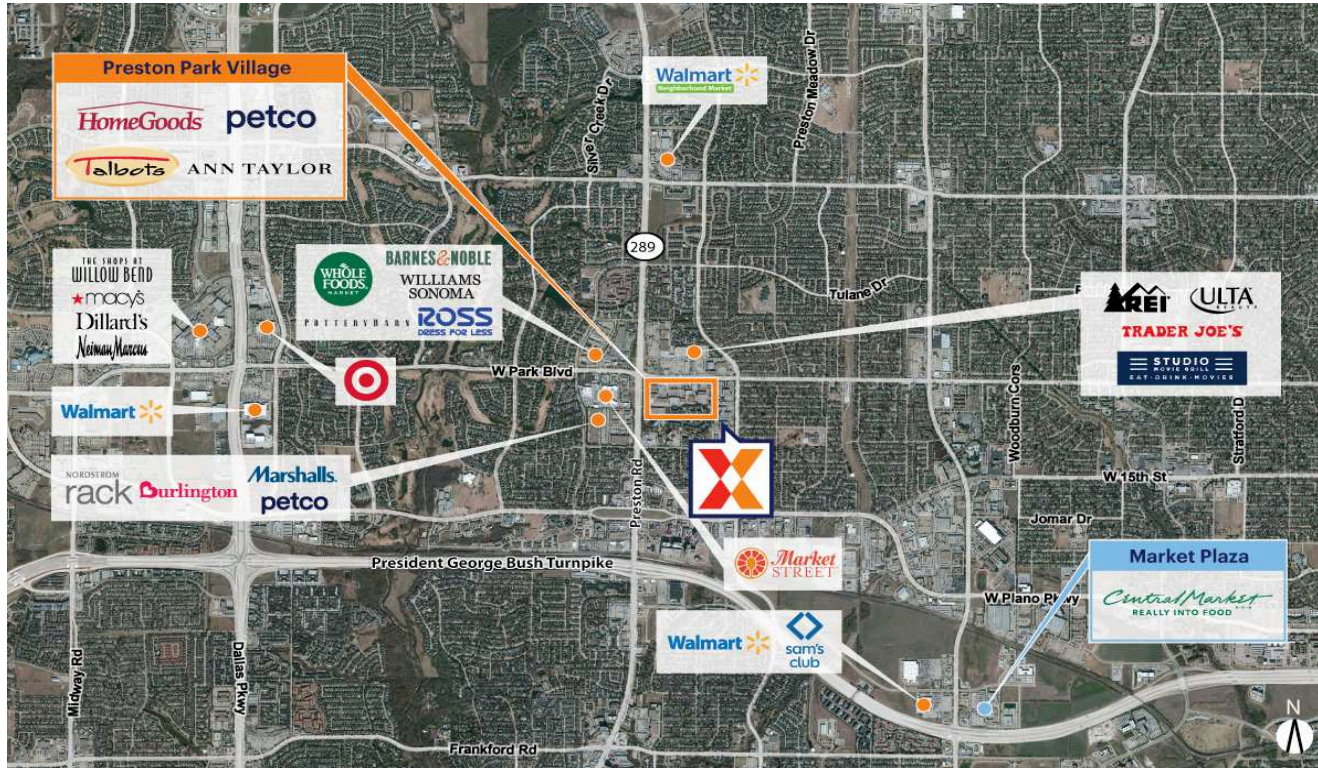 Preston Park Village
HomeGoods petco
Talbots ANN TAYLOR
Walmart
Neighborhood Market
Silver Creek Dr
Preston Meadow Dr
289
Tulane Dr
THE SHOPS AT
WILLOW BEND
macy's
Dillard's
Neiman Marcus
WHOLE
FOODS
MARKET
BARNES&NOBLE
WILLIAMS
SONOMA
POTTERY BARN
ROSS
DRESS FOR LESS
REI
ULTA
BEAUTY
TRADER JOE'S
STUDIO
MOVIE GRILL
EAT·DRINK·MOVIES
W Park Blvd
Walmart
NORDSTROM
rack
Burlington
Marshalls.
petco
Preston Rd
Woodburn Cors
Stratford D
W 15th St
Jomar Dr
President George Bush Turnpike
Market
STREET
W Plano Pkwy
Market Plaza
Central Market
REALLY INTO FOOD
Walmart
sam's
club
Midway Rd
Dallas Pkwy
Frankford Rd
N